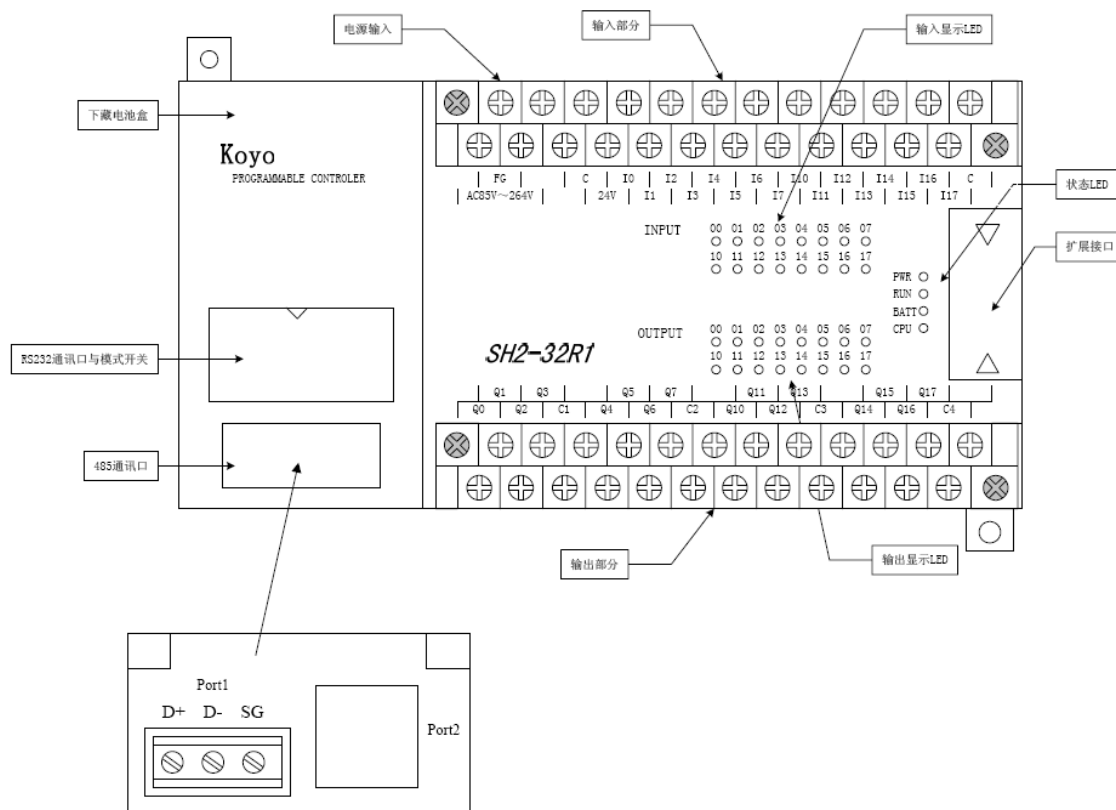 电源输入
输入部分
输入显示LED
下藏电池盒
Koyo
PROGRAMMABLE CONTROLER
FG C I0 I2 I4 I6 I10 I12 I14 I16 C
AC85V～264V 24V I1 I3 I5 I7 I11 I13 I15 I17
状态LED
扩展接口
INPUT
00 01 02 03 04 05 06 07
10 11 12 13 14 15 16 17
PWR
RUN
BATT
CPU
RS232通讯口与模式开关
OUTPUT
00 01 02 03 04 05 06 07
10 11 12 13 14 15 16 17
SH2-32R1
Q1 Q3 Q5 Q7 Q11 Q13 Q15 Q17
Q0 Q2 C1 Q4 Q6 C2 Q10 Q12 C3 Q14 Q16 C4
485通讯口
输出部分
输出显示LED
Port1
D+ D- SG
Port2